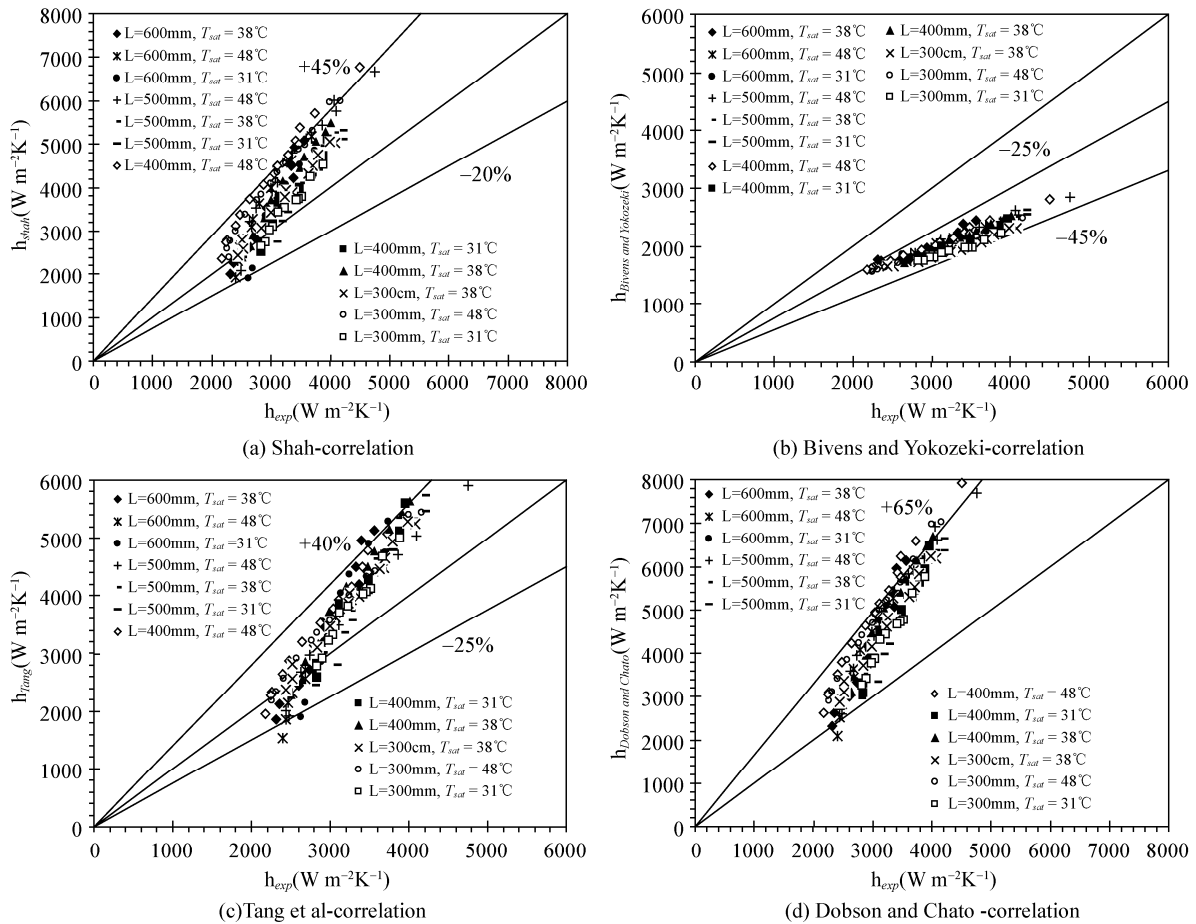 8000
7000
6000
5000
4000
3000
2000
1000
0
h_shah(W m⁻²K⁻¹)
L=600mm, T_sat = 38℃
L=600mm, T_sat = 48℃
L=600mm, T_sat = 31℃
L=500mm, T_sat = 48℃
L=500mm, T_sat = 38℃
L=500mm, T_sat = 31℃
L=400mm, T_sat = 48℃
+45%
−20%
L=400mm, T_sat = 31℃
L=400mm, T_sat = 38℃
L=300cm, T_sat = 38℃
L=300mm, T_sat = 48℃
L=300mm, T_sat = 31℃
0 1000 2000 3000 4000 5000 6000 7000 8000
h_exp(W m⁻²K⁻¹)
(a) Shah-correlation
6000
5000
4000
3000
2000
1000
0
h_Bivens and Yokozeki(W m⁻²K⁻¹)
L=600mm, T_sat = 38℃
L=600mm, T_sat = 48℃
L=600mm, T_sat = 31℃
L=500mm, T_sat = 48℃
L=500mm, T_sat = 38℃
L=500mm, T_sat = 31℃
L=400mm, T_sat = 48℃
L=400mm, T_sat = 31℃
L=400mm, T_sat = 38℃
L=300cm, T_sat = 38℃
L=300mm, T_sat = 48℃
L=300mm, T_sat = 31℃
−25%
−45%
0 1000 2000 3000 4000 5000 6000
h_exp(W m⁻²K⁻¹)
(b) Bivens and Yokozeki-correlation
6000
5000
4000
3000
2000
1000
0
h_Tang(W m⁻²K⁻¹)
L=600mm, T_sat = 38℃
L=600mm, T_sat = 48℃
L=600mm, T_sat = 31℃
L=500mm, T_sat = 48℃
L=500mm, T_sat = 38℃
L=500mm, T_sat = 31℃
L=400mm, T_sat = 48℃
+40%
−25%
L=400mm, T_sat = 31℃
L=400mm, T_sat = 38℃
L=300cm, T_sat = 38℃
L−300mm, T_sat − 48℃
L=300mm, T_sat = 31℃
0 1000 2000 3000 4000 5000 6000
h_exp(W m⁻²K⁻¹)
(c)Tang et al-correlation
8000
7000
6000
5000
4000
3000
2000
1000
0
h_Dobson and Chato(W m⁻²K⁻¹)
L=600mm, T_sat = 38℃
L=600mm, T_sat = 48℃
L=600mm, T_sat = 31℃
L=500mm, T_sat = 48℃
L=500mm, T_sat = 38℃
L=500mm, T_sat = 31℃
+65%
L−400mm, T_sat − 48℃
L=400mm, T_sat = 31℃
L=400mm, T_sat = 38℃
L=300cm, T_sat = 38℃
L=300mm, T_sat = 48℃
L=300mm, T_sat = 31℃
0 1000 2000 3000 4000 5000 6000 7000 8000
h_exp(W m⁻²K⁻¹)
(d) Dobson and Chato -correlation